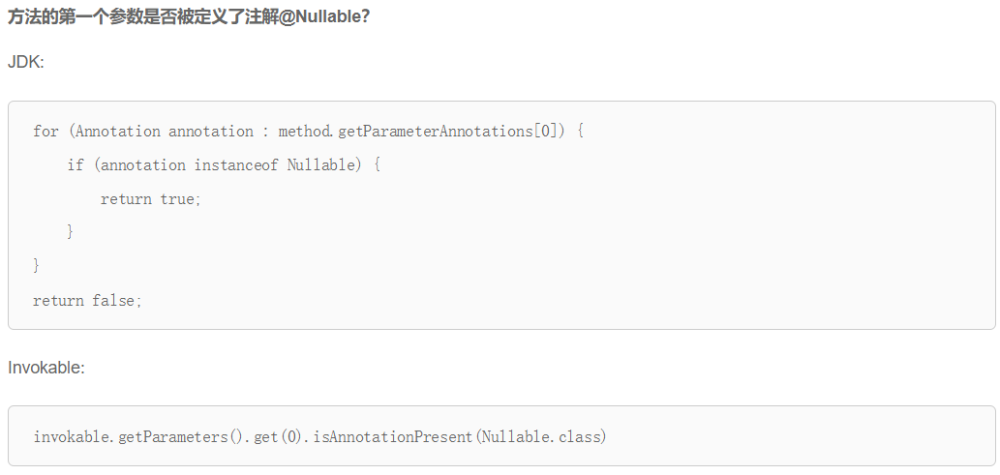 方法的第一个参数是否被定义了注解@Nullable？
JDK:
for (Annotation annotation : method.getParameterAnnotations[0]) {
    if (annotation instanceof Nullable) {
        return true;
    }
}
return false;
Invokable:
invokable.getParameters().get(0).isAnnotationPresent(Nullable.class)